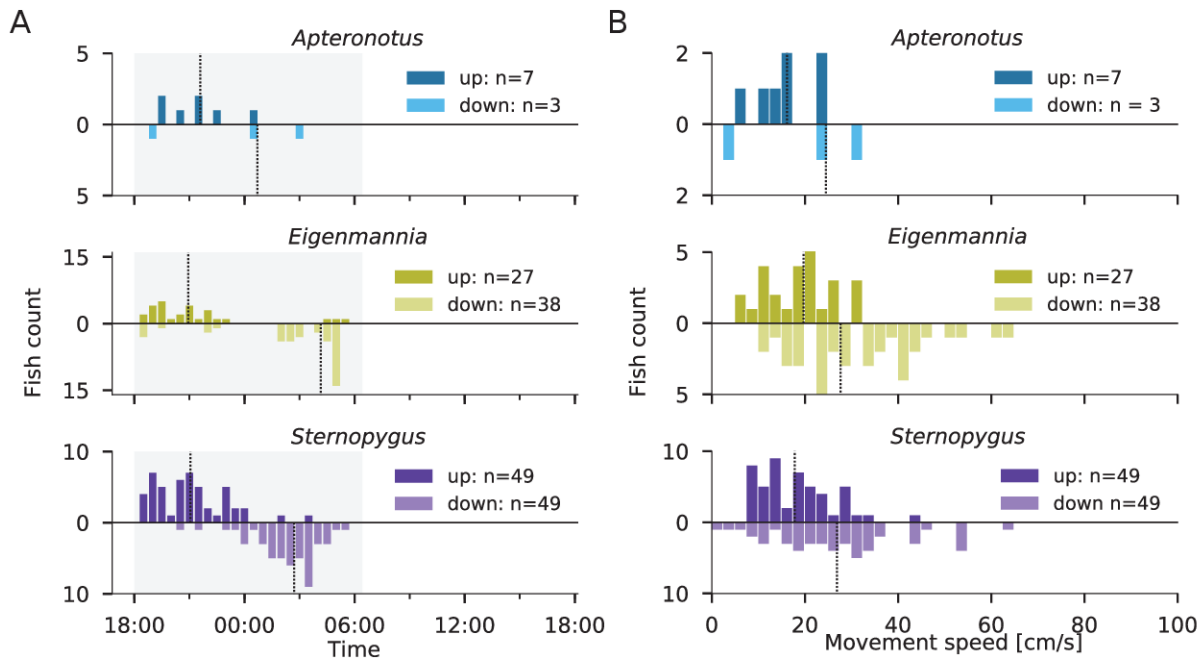 A
Apteronotus
5
0
5
up: n=7
down: n=3
Eigenmannia
15
0
15
up: n=27
down: n=38
Fish count
Sternopygus
10
0
10
up: n=49
down: n=49
18:00
00:00
06:00
12:00
18:00
Time
B
Apteronotus
2
0
2
up: n=7
down: n = 3
Eigenmannia
5
0
5
up: n=27
down: n=38
Fish count
Sternopygus
10
0
10
up: n=49
down n=49
0
20
40
60
80
100
Movement speed [cm/s]